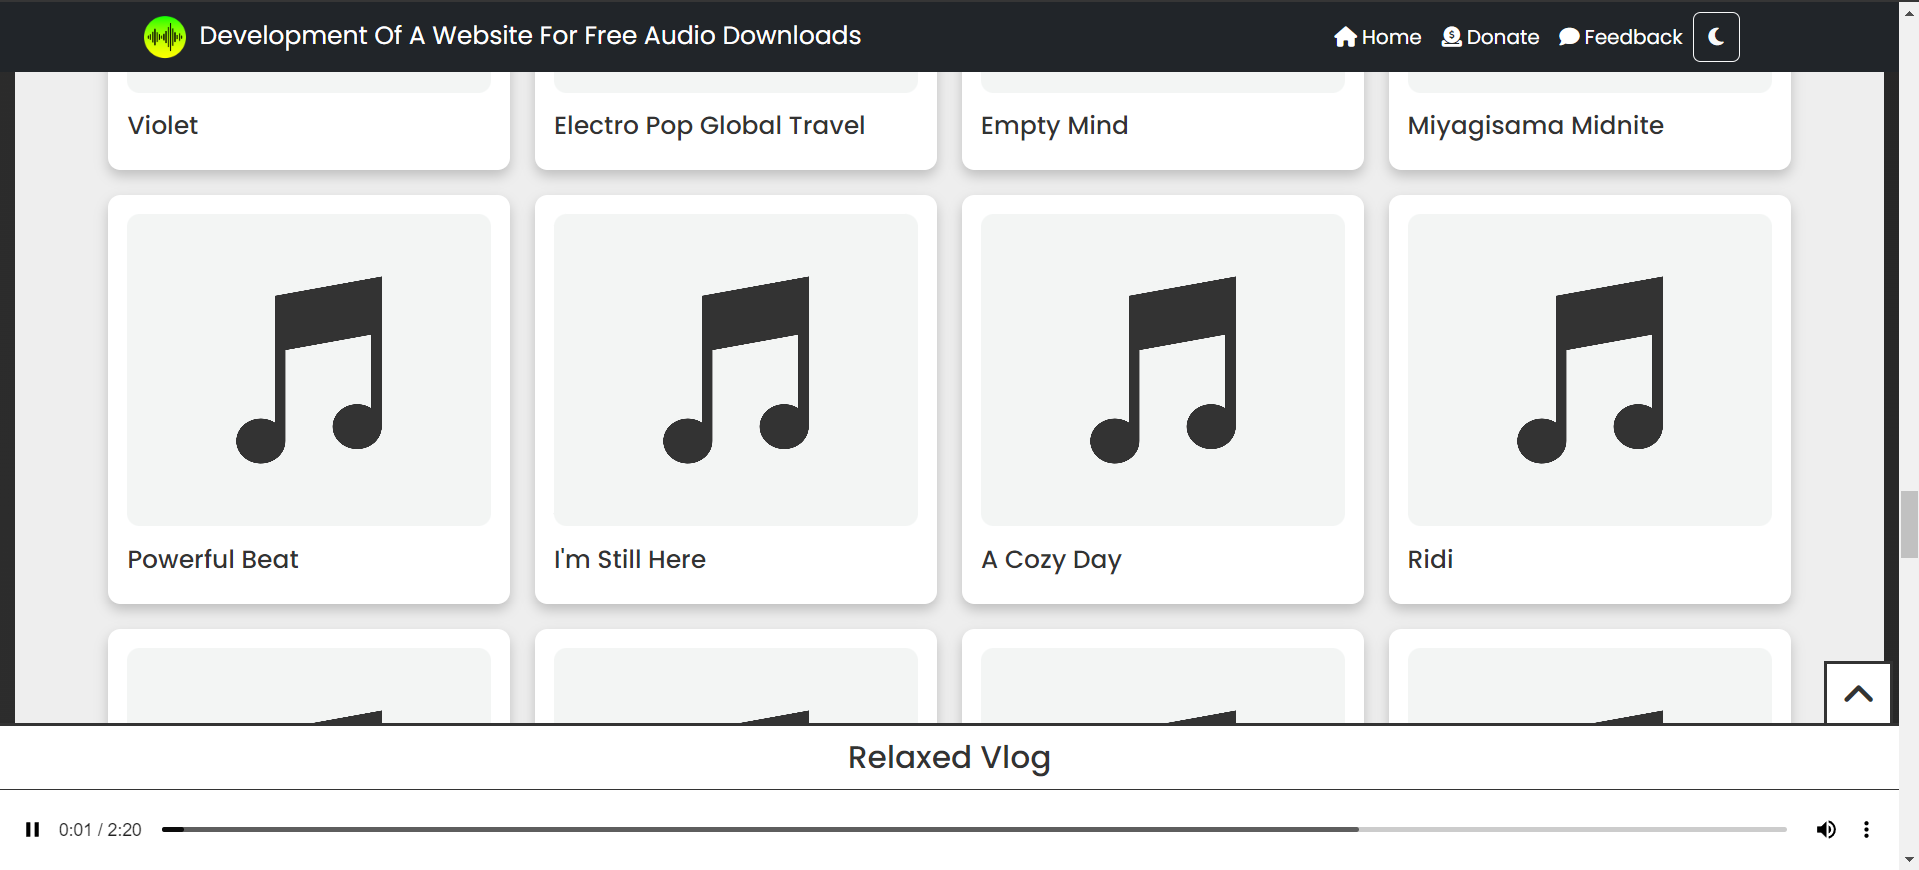 Development Of A Website For Free Audio Downloads
Home Donate Feedback
Violet
Electro Pop Global Travel
Empty Mind
Miyagisama Midnite
Powerful Beat
I'm Still Here
A Cozy Day
Ridi
Relaxed Vlog
0:01 / 2:20